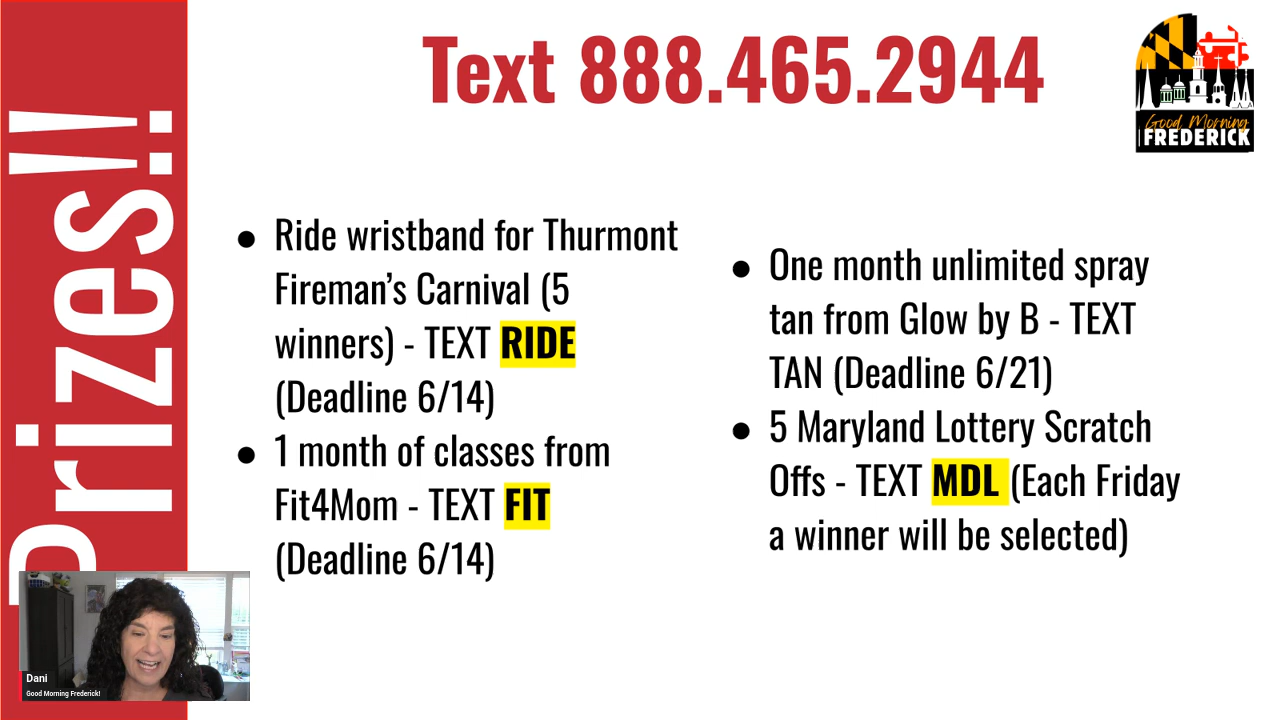 Text 888.465.2944
Good Morning
FREDERICK
Prizes!!
● Ride wristband for Thurmont
Fireman’s Carnival (5
winners) - TEXT RIDE
(Deadline 6/14)
● 1 month of classes from
Fit4Mom - TEXT FIT
(Deadline 6/14)
● One month unlimited spray
tan from Glow by B - TEXT
TAN (Deadline 6/21)
● 5 Maryland Lottery Scratch
Offs - TEXT MDL (Each Friday
a winner will be selected)
Dani
Good Morning Frederick!